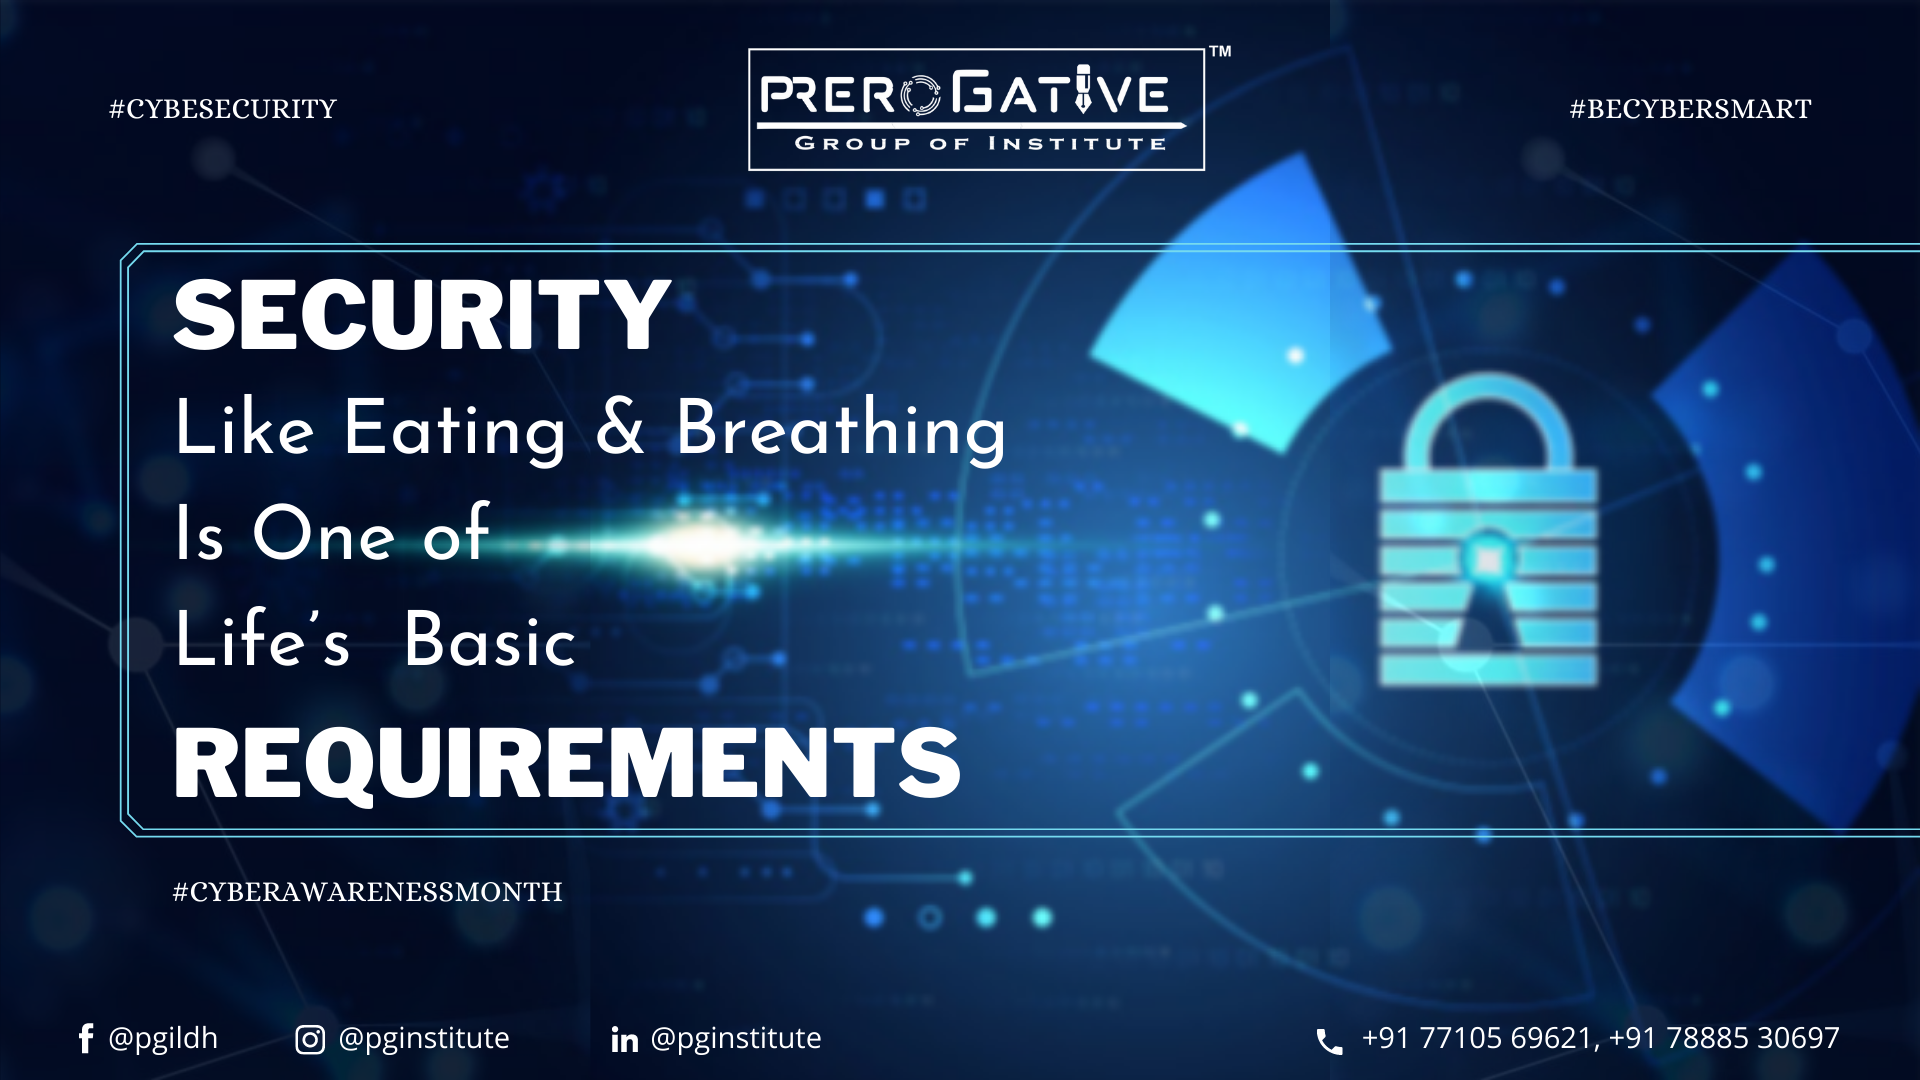 #CYBESECURITY
PREROGATIVE
TM
GROUP OF INSTITUTE
#BECYBERSMART
SECURITY
Like Eating & Breathing
Is One of
Life’s Basic
REQUIREMENTS
#CYBERAWARENESSMONTH
@pgildh
@pginstitute
in @pginstitute
+91 77105 69621, +91 78885 30697